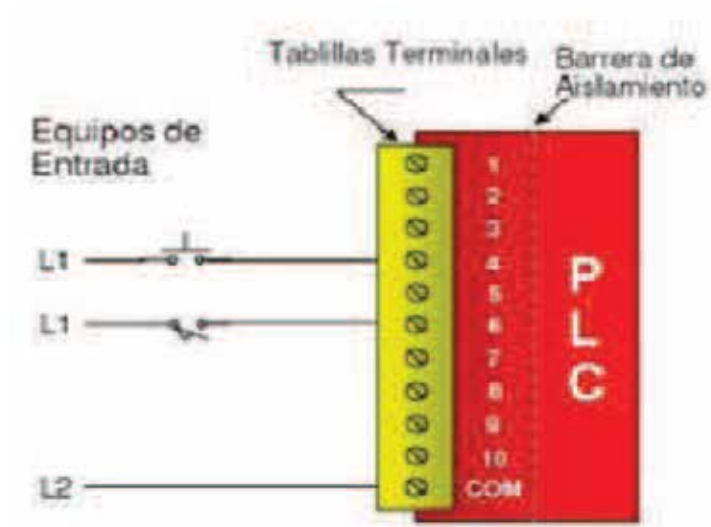 Tablillas Terminales
Barrera de
Aislamiento
Equipos de
Entrada
1
2
3
L1
4
5
L1
6
7
8
9
10
L2
COM
PLC